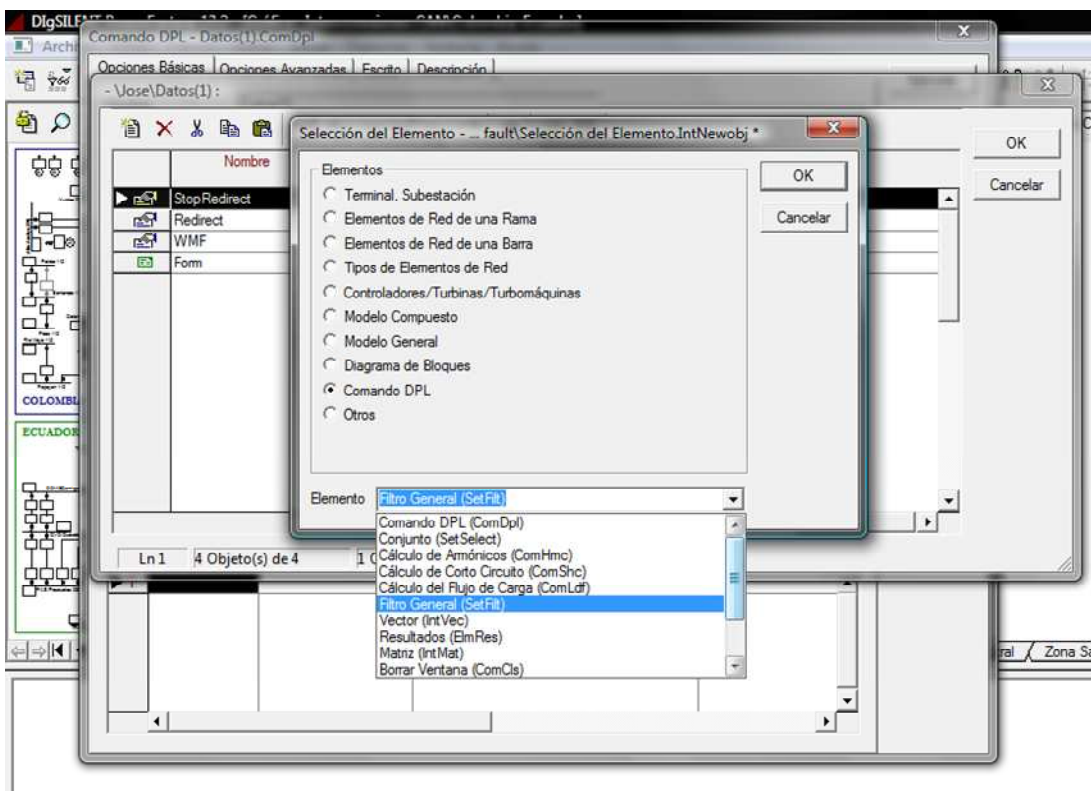 DIgSILENT
Comando DPL - Datos(1).ComDpl
Archi
Opciones Básicas Opciones Avanzadas Escrito Descripción
- \Jose\Datos(1) :
Selección del Elemento - ... fault\Selección del Elemento.IntNewobj *
Nombre
StopRedirect
Redirect
WMF
Form
Elementos
Terminal, Subestación
Elementos de Red de una Rama
Elementos de Red de una Barra
Tipos de Elementos de Red
Controladores/Turbinas/Turbomáquinas
Modelo Compuesto
Modelo General
Diagrama de Bloques
Comando DPL
Otros
OK
Cancelar
OK
Cancelar
COLOMBI
ECUADOR
Elemento Filtro General (SetFilt)
Comando DPL (ComDpl)
Conjunto (SetSelect)
Cálculo de Armónicos (ComHmc)
Cálculo de Corto Circuito (ComShc)
Cálculo del Flujo de Carga (ComLdf)
Filtro General (SetFilt)
Vector (IntVec)
Resultados (ElmRes)
Matriz (IntMat)
Borrar Ventana (ComCls)
Ln 1 4 Objeto(s) de 4
ral Zona Sa